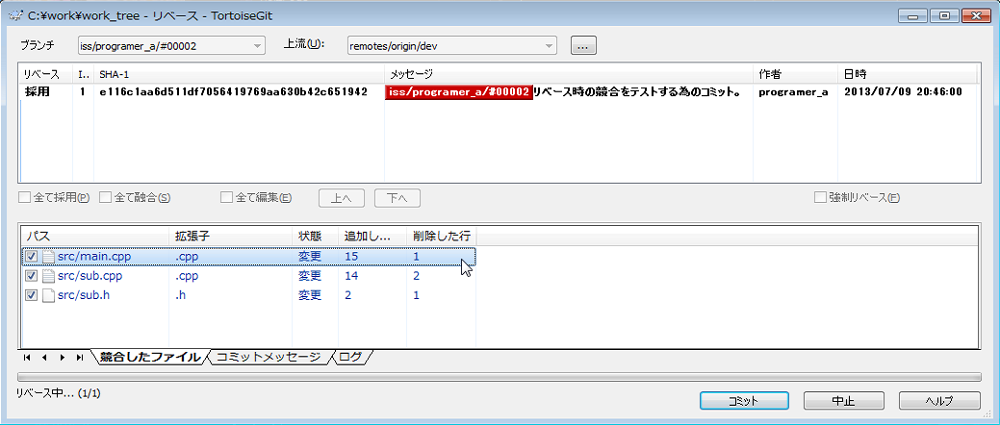 C:¥work¥work_tree - リベース - TortoiseGit
ブランチ iss/programer_a/#00002 上流(U): remotes/origin/dev ...
リベース I.. SHA-1 メッセージ 作者 日時
採用 1 e116c1aa6d511df7056419769aa630b42c651942 iss/programer_a/#00002 リベース時の競合をテストする為のコミット。 programer_a 2013/07/09 20:46:00
全て採用(P) 全て融合(S) 全て編集(E) 上へ 下へ 強制リベース(F)
パス 拡張子 状態 追加し... 削除した行
src/main.cpp .cpp 変更 15 1
src/sub.cpp .cpp 変更 14 2
src/sub.h .h 変更 2 1
競合したファイル コミットメッセージ ログ
リベース中... (1/1)
コミット 中止 ヘルプ